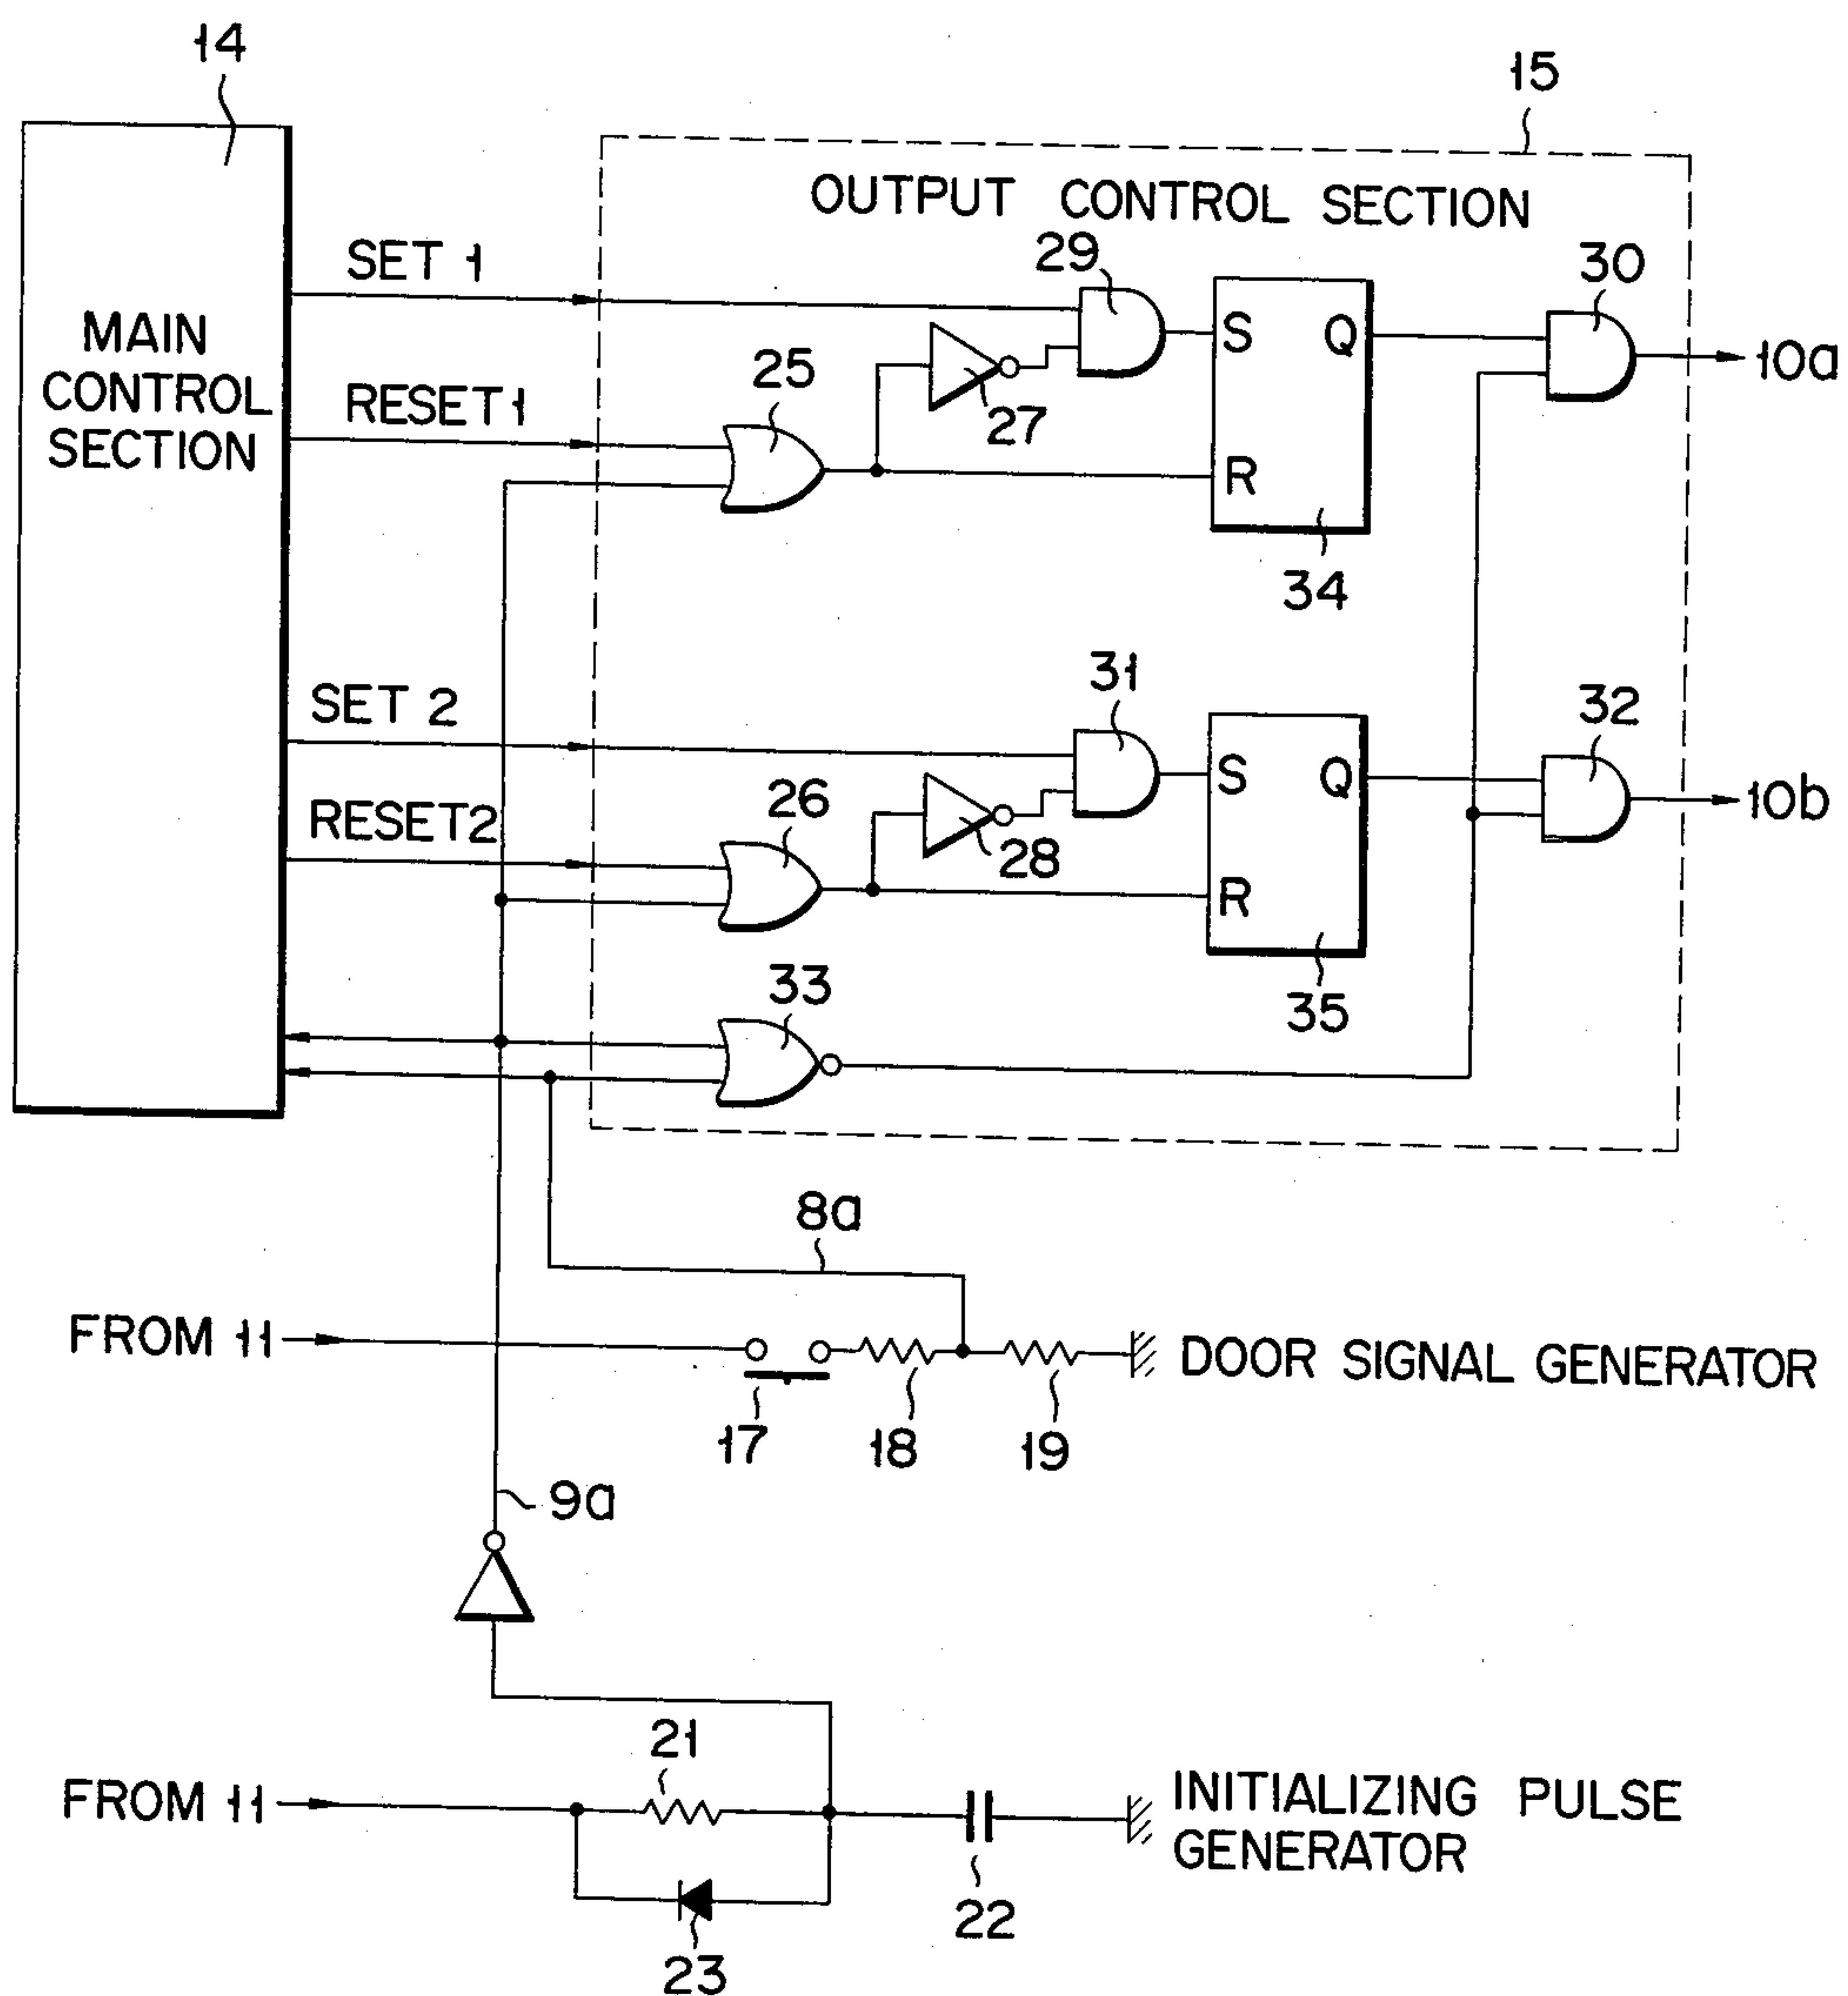 14
15
OUTPUT CONTROL SECTION
MAIN
CONTROL
SECTION
SET 1
29
30
S
Q
10a
RESET 1
25
27
R
34
SET 2
31
32
S
Q
10b
RESET2
26
28
R
35
33
8a
FROM 11
DOOR SIGNAL GENERATOR
17
18
19
9a
21
FROM 11
INITIALIZING PULSE
GENERATOR
22
23